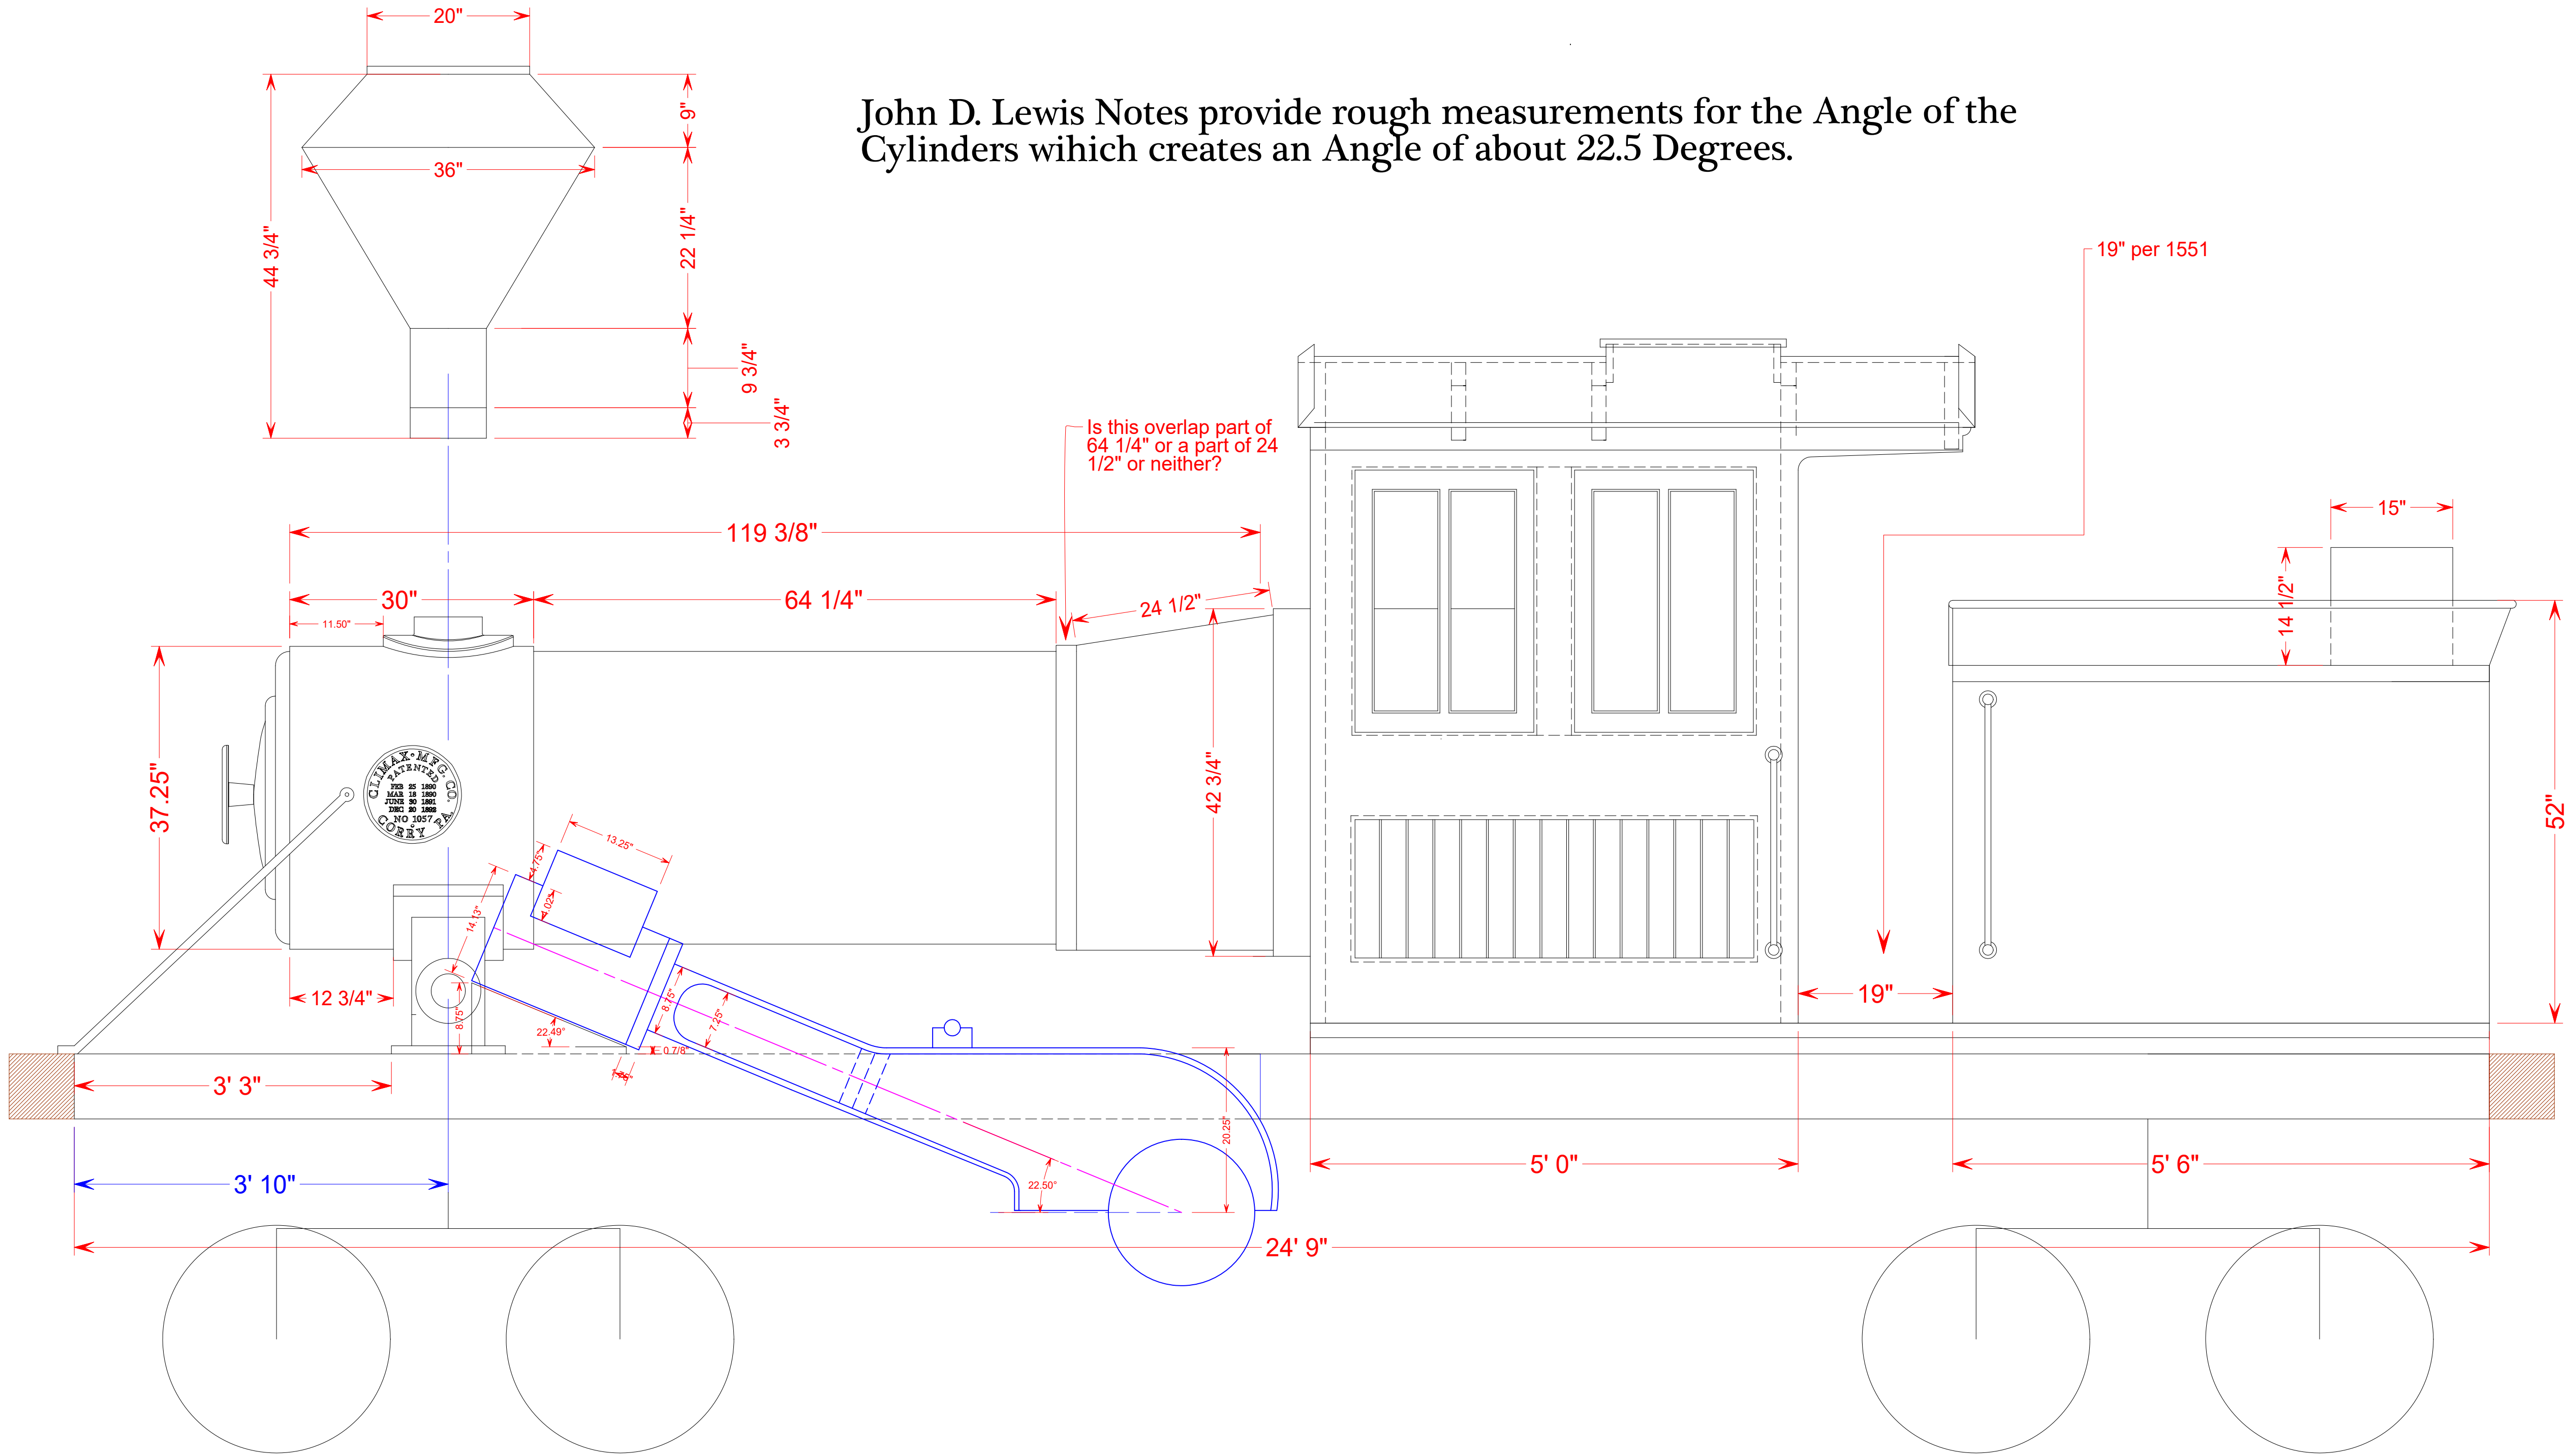 20"
John D. Lewis Notes provide rough measurements for the Angle of the
Cylinders wihich creates an Angle of about 22.5 Degrees.
9"
36"
44 3/4"
22 1/4"
19" per 1551
9 3/4"
3 3/4"
Is this overlap part of
64 1/4" or a part of 24
1/2" or neither?
15"
119 3/8"
30"
64 1/4"
24 1/2"
14 1/2"
11.50"
37.25"
42 3/4"
52"
CLIMAX • MFG. CO.
PATENTED
FEB 25 1890
MAR 18 1890
JUNE 30 1891
DEC 20 1892
NO 1057
CORRY PA.
13.25"
4.75"
4.02"
14.13"
12 3/4"
8.75"
8.75"
7.25"
19"
22.49°
0 7/8"
3' 3"
20.25"
3' 10"
22.50°
5' 0"
5' 6"
24' 9"